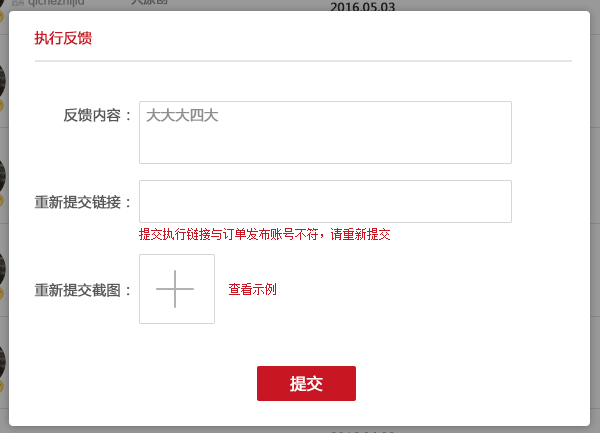 qichezhijia
2016.05.03
执行反馈
反馈内容：
大大大四大
重新提交链接：
提交执行链接与订单发布账号不符，请重新提交
重新提交截图：
查看示例
提交